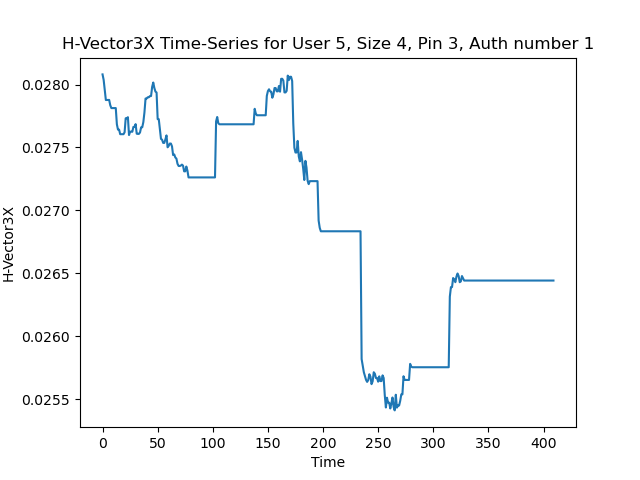 H-Vector3X Time-Series for User 5, Size 4, Pin 3, Auth number 1
H-Vector3X
0.0280
0.0275
0.0270
0.0265
0.0260
0.0255
0 50 100 150 200 250 300 350 400
Time